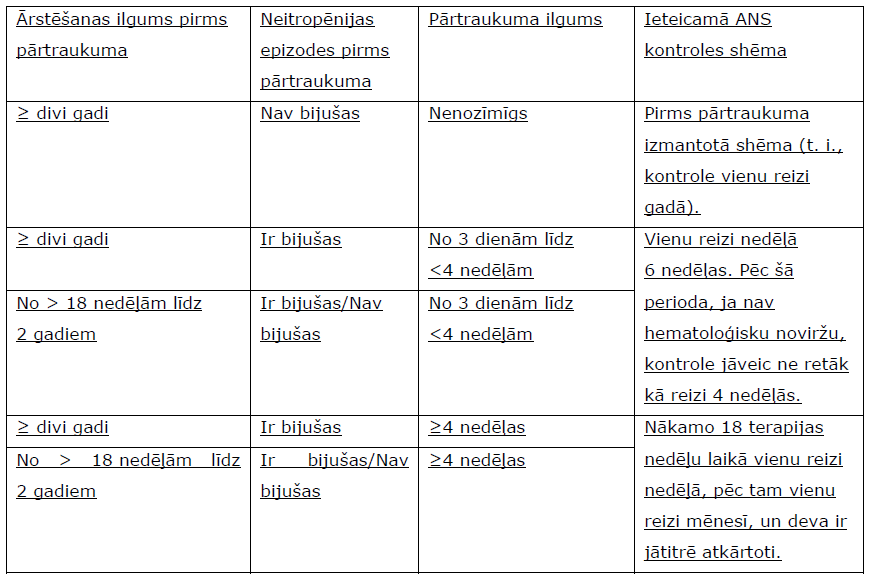 Ārstēšanas ilgums pirms
pārtraukuma
Neitropēnijas
epizodes pirms
pārtraukuma
Pārtraukuma ilgums
Ieteicamā ANS
kontroles shēma
≥ divi gadi
Nav bijušas
Nenozīmīgs
Pirms pārtraukuma
izmantotā shēma (t. i.,
kontrole vienu reizi
gadā).
≥ divi gadi
Ir bijušas
No 3 dienām līdz
<4 nedēļām
Vienu reizi nedēļā
6 nedēļas. Pēc šā
perioda, ja nav
hematoloģisku noviržu,
kontrole jāveic ne retāk
kā reizi 4 nedēļās.
No > 18 nedēļām līdz
2 gadiem
Ir bijušas/Nav
bijušas
No 3 dienām līdz
<4 nedēļām
≥ divi gadi
Ir bijušas
≥4 nedēļas
Nākamo 18 terapijas
nedēļu laikā vienu reizi
nedēļā, pēc tam vienu
reizi mēnesī, un deva ir
jātitrē atkārtoti.
No > 18 nedēļām līdz
2 gadiem
Ir bijušas/Nav
bijušas
≥4 nedēļas